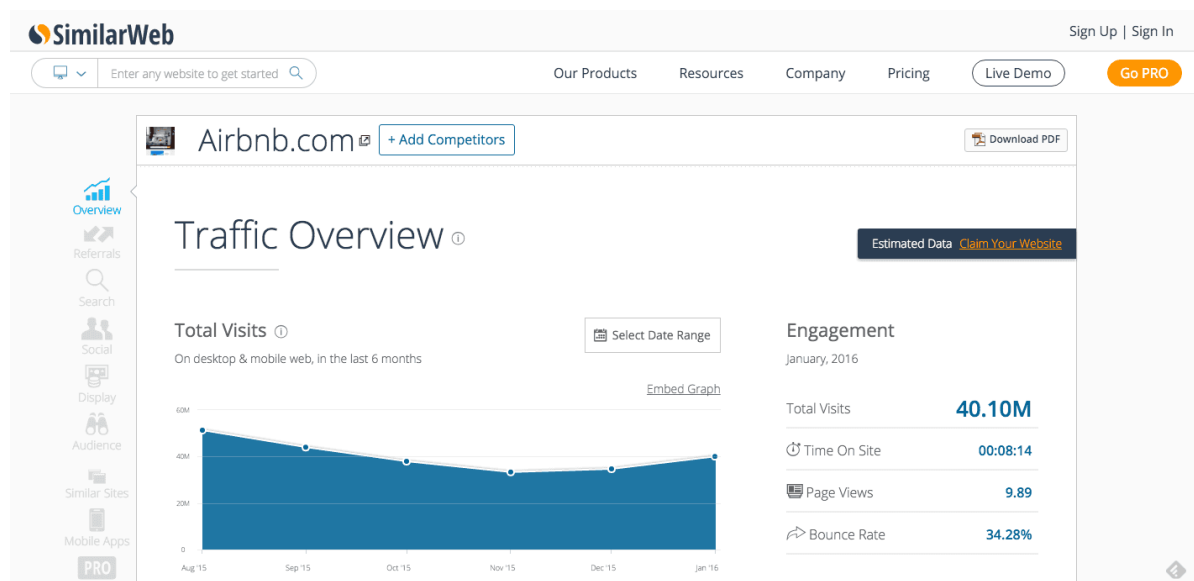 SimilarWeb
Sign Up | Sign In
Enter any website to get started
Our Products
Resources
Company
Pricing
Live Demo
Go PRO
Airbnb.com
+ Add Competitors
Download PDF
Overview
Referrals
Search
Social
Display
Audience
Similar Sites
Mobile Apps
PRO
Traffic Overview
Estimated Data Claim Your Website
Total Visits
Select Date Range
On desktop & mobile web, in the last 6 months
Embed Graph
60M
40M
20M
0
Aug '15
Sep '15
Oct '15
Nov '15
Dec '15
Jan '16
Engagement
January, 2016
Total Visits 40.10M
Time On Site 00:08:14
Page Views 9.89
Bounce Rate 34.28%